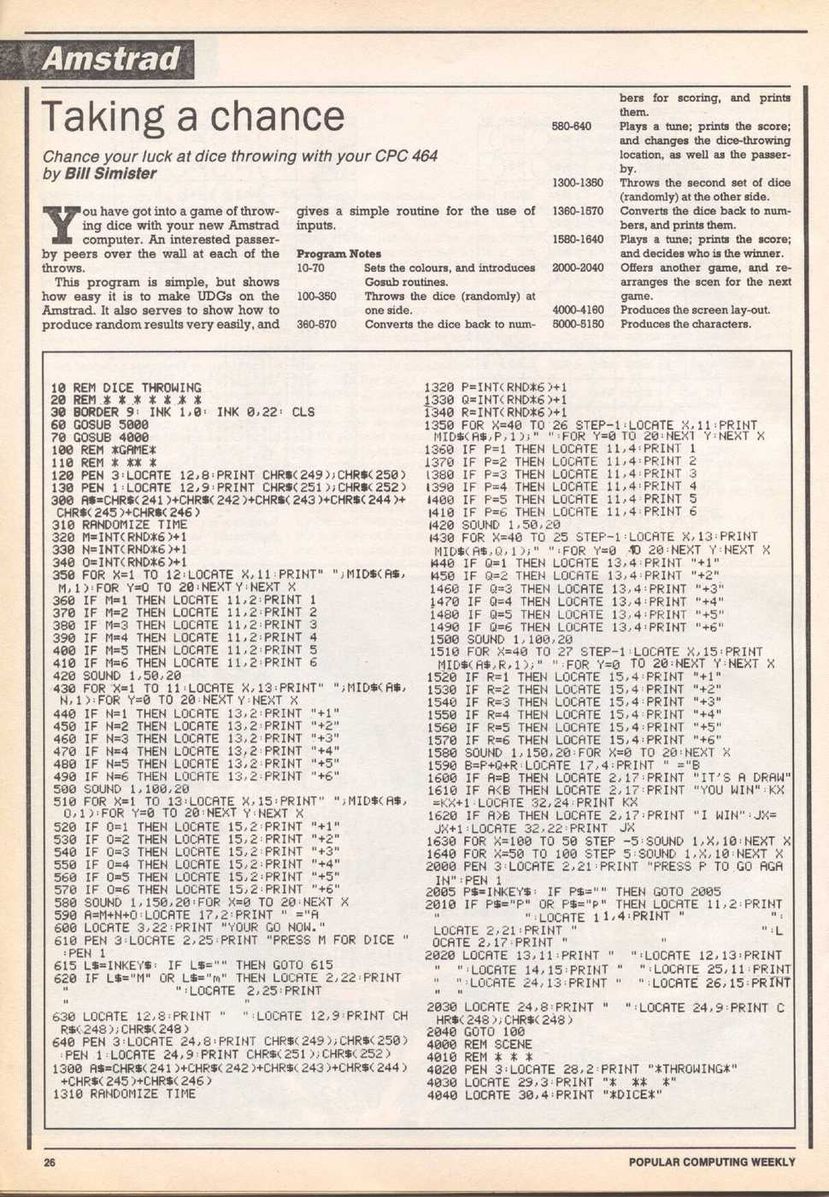 Amstrad
Taking a chance
Chance your luck at dice throwing with your CPC 464
by Bill Simister
You have got into a game of throw-
ing dice with your new Amstrad
computer. An interested passer-
by peers over the wall at each of the
throws.
This program is simple, but shows
how easy it is to make UDGs on the
Amstrad. It also serves to show how to
produce random results very easily, and
gives a simple routine for the use of
inputs.
Program Notes
10-70 Sets the colours, and introduces
Gosub routines.
100-350 Throws the dice (randomly) at
one side.
360-570 Converts the dice back to num-
bers for scoring, and prints
them.
580-640 Plays a tune; prints the score;
and changes the dice-throwing
location, as well as the passer-
by.
1300-1350 Throws the second set of dice
(randomly) at the other side.
1360-1570 Converts the dice back to num-
bers, and prints them.
1580-1640 Plays a tune; prints the score;
and decides who is the winner.
2000-2040 Offers another game, and re-
arranges the scen for the next
game.
4000-4160 Produces the screen lay-out.
5000-5150 Produces the characters.
10 REM DICE THROWING
20 REM * * * * * * *
30 BORDER 9: INK 1,0: INK 0,22: CLS
60 GOSUB 5000
70 GOSUB 4000
100 REM *GAME*
110 REM * ** *
120 PEN 3:LOCATE 12,8:PRINT CHR$(249);CHR$(250)
130 PEN 1:LOCATE 12,9:PRINT CHR$(251);CHR$(252)
300 A$=CHR$(241)+CHR$(242)+CHR$(243)+CHR$(244)+
CHR$(245)+CHR$(246)
310 RANDOMIZE TIME
320 M=INT(RND*6)+1
330 N=INT(RND*6)+1
340 O=INT(RND*6)+1
350 FOR X=1 TO 12:LOCATE X,11:PRINT" ";MID$(A$,
M,1):FOR Y=0 TO 20:NEXT Y:NEXT X
360 IF M=1 THEN LOCATE 11,2:PRINT 1
370 IF M=2 THEN LOCATE 11,2:PRINT 2
380 IF M=3 THEN LOCATE 11,2:PRINT 3
390 IF M=4 THEN LOCATE 11,2:PRINT 4
400 IF M=5 THEN LOCATE 11,2:PRINT 5
410 IF M=6 THEN LOCATE 11,2:PRINT 6
420 SOUND 1,50,20
430 FOR X=1 TO 11:LOCATE X,13:PRINT" ";MID$(A$,
N,1):FOR Y=0 TO 20:NEXT Y:NEXT X
440 IF N=1 THEN LOCATE 13,2:PRINT "+1"
450 IF N=2 THEN LOCATE 13,2:PRINT "+2"
460 IF N=3 THEN LOCATE 13,2:PRINT "+3"
470 IF N=4 THEN LOCATE 13,2:PRINT "+4"
480 IF N=5 THEN LOCATE 13,2:PRINT "+5"
490 IF N=6 THEN LOCATE 13,2:PRINT "+6"
500 SOUND 1,100,20
510 FOR X=1 TO 13:LOCATE X,15:PRINT" ";MID$(A$,
O,1):FOR Y=0 TO 20:NEXT Y:NEXT X
520 IF O=1 THEN LOCATE 15,2:PRINT "+1"
530 IF O=2 THEN LOCATE 15,2:PRINT "+2"
540 IF O=3 THEN LOCATE 15,2:PRINT "+3"
550 IF O=4 THEN LOCATE 15,2:PRINT "+4"
560 IF O=5 THEN LOCATE 15,2:PRINT "+5"
570 IF O=6 THEN LOCATE 15,2:PRINT "+6"
580 SOUND 1,150,20:FOR X=0 TO 20:NEXT X
590 A=M+N+O:LOCATE 17,2:PRINT " ="A
600 LOCATE 3,22:PRINT "YOUR GO NOW."
610 PEN 3:LOCATE 2,25:PRINT "PRESS M FOR DICE "
:PEN 1
615 L$=INKEY$: IF L$="" THEN GOTO 615
620 IF L$="M" OR L$="m" THEN LOCATE 2,22:PRINT
" ":LOCATE 2,25:PRINT
" "
630 LOCATE 12,8:PRINT " ":LOCATE 12,9:PRINT CH
R$(248);CHR$(248)
640 PEN 3:LOCATE 24,8:PRINT CHR$(249);CHR$(250)
:PEN 1:LOCATE 24,9:PRINT CHR$(251);CHR$(252)
1300 A$=CHR$(241)+CHR$(242)+CHR$(243)+CHR$(244)
+CHR$(245)+CHR$(246)
1310 RANDOMIZE TIME
1320 P=INT(RND*6)+1
1330 Q=INT(RND*6)+1
1340 R=INT(RND*6)+1
1350 FOR X=40 TO 26 STEP-1:LOCATE X,11:PRINT
MID$(A$,P,1);" ":FOR Y=0 TO 20:NEXT Y:NEXT X
1360 IF P=1 THEN LOCATE 11,4:PRINT 1
1370 IF P=2 THEN LOCATE 11,4:PRINT 2
1380 IF P=3 THEN LOCATE 11,4:PRINT 3
1390 IF P=4 THEN LOCATE 11,4:PRINT 4
1400 IF P=5 THEN LOCATE 11,4:PRINT 5
1410 IF P=6 THEN LOCATE 11,4:PRINT 6
1420 SOUND 1,50,20
1430 FOR X=40 TO 25 STEP-1:LOCATE X,13:PRINT
MID$(A$,Q,1);" ":FOR Y=0 TO 20:NEXT Y:NEXT X
1440 IF Q=1 THEN LOCATE 13,4:PRINT "+1"
1450 IF Q=2 THEN LOCATE 13,4:PRINT "+2"
1460 IF Q=3 THEN LOCATE 13,4:PRINT "+3"
1470 IF Q=4 THEN LOCATE 13,4:PRINT "+4"
1480 IF Q=5 THEN LOCATE 13,4:PRINT "+5"
1490 IF Q=6 THEN LOCATE 13,4:PRINT "+6"
1500 SOUND 1,100,20
1510 FOR X=40 TO 27 STEP-1:LOCATE X,15:PRINT
MID$(A$,R,1);" ":FOR Y=0 TO 20:NEXT Y:NEXT X
1520 IF R=1 THEN LOCATE 15,4:PRINT "+1"
1530 IF R=2 THEN LOCATE 15,4:PRINT "+2"
1540 IF R=3 THEN LOCATE 15,4:PRINT "+3"
1550 IF R=4 THEN LOCATE 15,4:PRINT "+4"
1560 IF R=5 THEN LOCATE 15,4:PRINT "+5"
1570 IF R=6 THEN LOCATE 15,4:PRINT "+6"
1580 SOUND 1,150,20:FOR X=0 TO 20:NEXT X
1590 B=P+Q+R:LOCATE 17,4:PRINT " ="B
1600 IF A=B THEN LOCATE 2,17:PRINT "IT'S A DRAW"
1610 IF A<B THEN LOCATE 2,17:PRINT "YOU WIN":KX
=KX+1:LOCATE 32,24:PRINT KX
1620 IF A>B THEN LOCATE 2,17:PRINT "I WIN":JX=
JX+1:LOCATE 32,22:PRINT JX
1630 FOR X=100 TO 50 STEP -5:SOUND 1,X,10:NEXT X
1640 FOR X=50 TO 100 STEP 5:SOUND 1,X,10:NEXT X
2000 PEN 3:LOCATE 2,21:PRINT "PRESS P TO GO AGA
IN":PEN 1
2005 P$=INKEY$: IF P$="" THEN GOTO 2005
2010 IF P$="P" OR P$="p" THEN LOCATE 11,2:PRINT
" ":LOCATE 11,4:PRINT " ":
LOCATE 2,21:PRINT " ":L
OCATE 2,17:PRINT " "
2020 LOCATE 13,11:PRINT " ":LOCATE 12,13:PRINT
" ":LOCATE 14,15:PRINT " ":LOCATE 25,11:PRINT
" ":LOCATE 24,13:PRINT " ":LOCATE 26,15:PRINT
" "
2030 LOCATE 24,8:PRINT " ":LOCATE 24,9:PRINT C
HR$(248);CHR$(248)
2040 GOTO 100
4000 REM SCENE
4010 REM * * *
4020 PEN 3:LOCATE 28,2:PRINT "*THROWING*"
4030 LOCATE 29,3:PRINT "* ** *"
4040 LOCATE 30,4:PRINT "*DICE*"
26
POPULAR COMPUTING WEEKLY